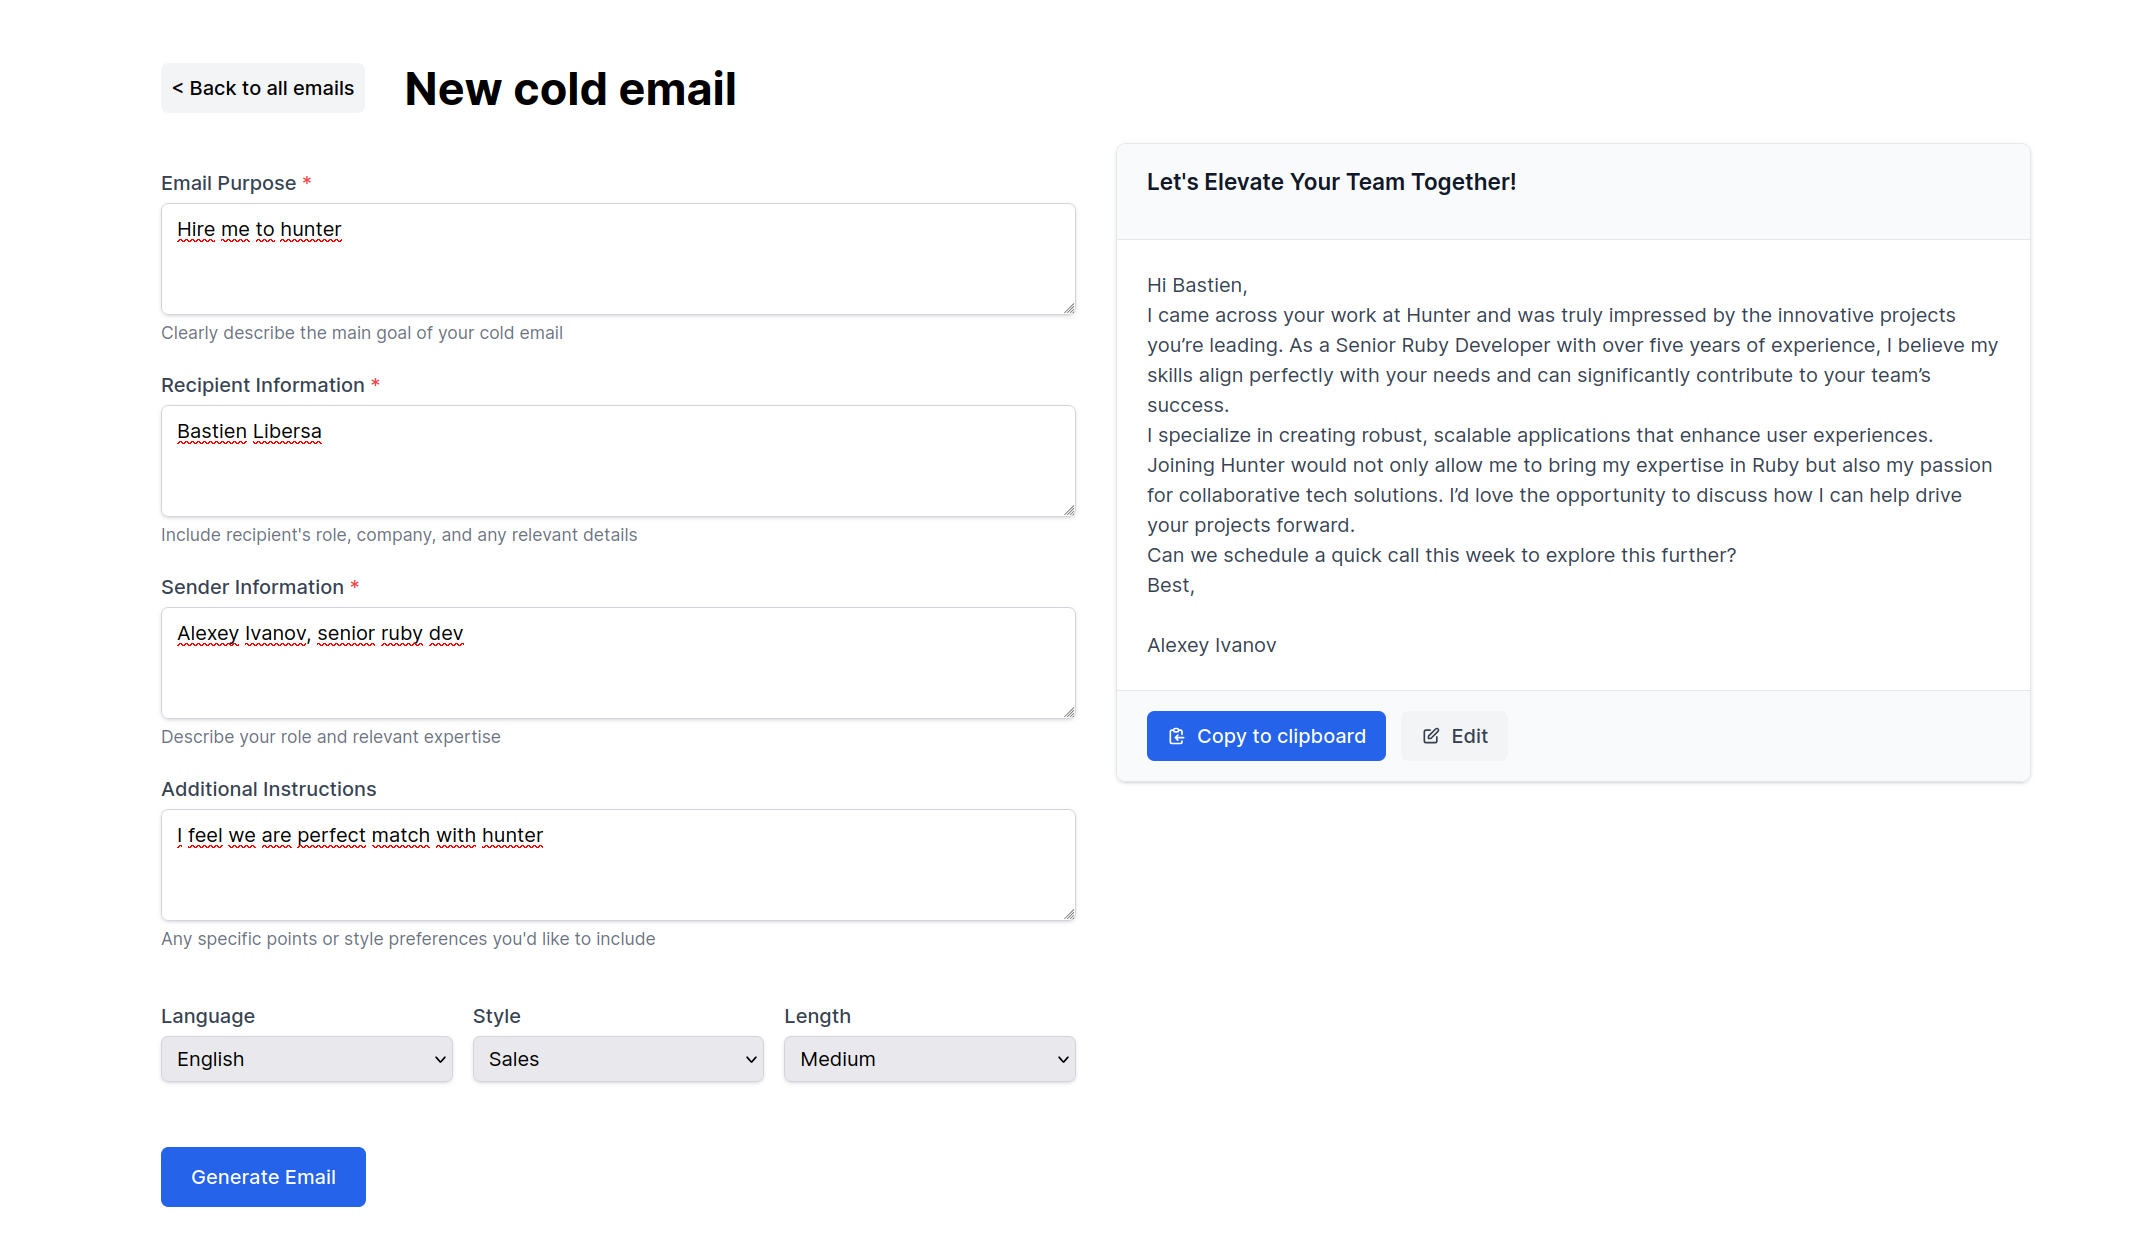 < Back to all emails
New cold email
Email Purpose *
Hire me to hunter
Clearly describe the main goal of your cold email
Recipient Information *
Bastien Libersa
Include recipient's role, company, and any relevant details
Sender Information *
Alexey Ivanov, senior ruby dev
Describe your role and relevant expertise
Additional Instructions
I feel we are perfect match with hunter
Any specific points or style preferences you'd like to include
Language
Style
Length
English
Sales
Medium
Generate Email
Let's Elevate Your Team Together!
Hi Bastien,
I came across your work at Hunter and was truly impressed by the innovative projects
you’re leading. As a Senior Ruby Developer with over five years of experience, I believe my
skills align perfectly with your needs and can significantly contribute to your team’s
success.
I specialize in creating robust, scalable applications that enhance user experiences.
Joining Hunter would not only allow me to bring my expertise in Ruby but also my passion
for collaborative tech solutions. I’d love the opportunity to discuss how I can help drive
your projects forward.
Can we schedule a quick call this week to explore this further?
Best,
Alexey Ivanov
Copy to clipboard
Edit